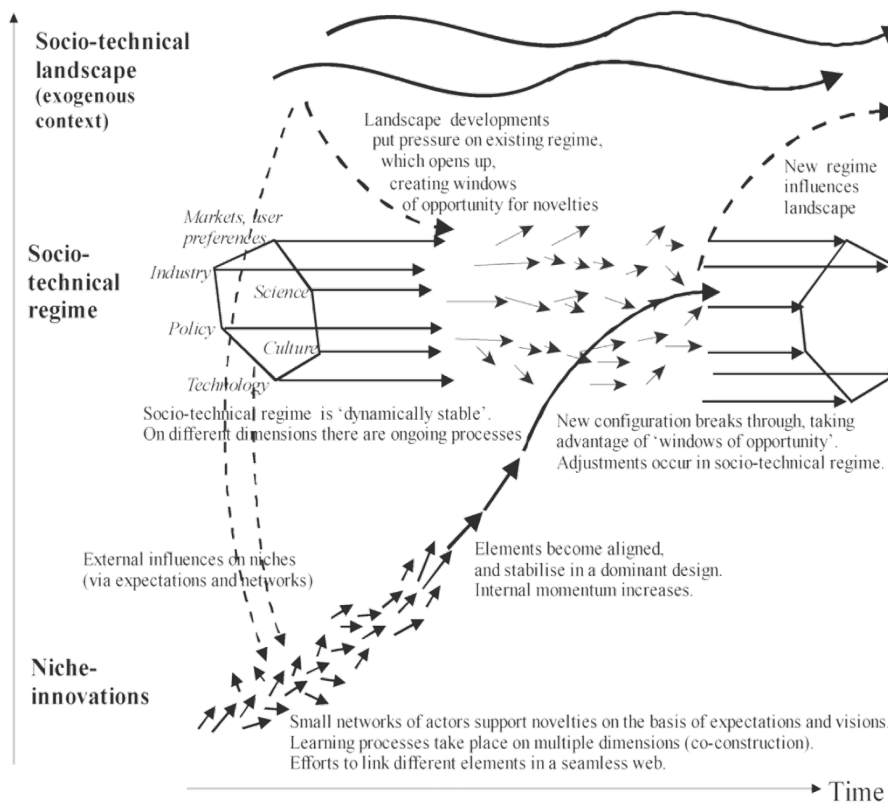 Socio-technical
landscape
(exogenous
context)
Landscape developments
put pressure on existing regime,
which opens up,
creating windows
of opportunity for novelties
New regime
influences
landscape
Markets, user
preferences
Socio-
technical
regime
Industry
Science
Policy
Culture
Technology
Socio-technical regime is ‘dynamically stable’.
On different dimensions there are ongoing processes
New configuration breaks through, taking
advantage of ‘windows of opportunity’.
Adjustments occur in socio-technical regime.
External influences on niches
(via expectations and networks)
Elements become aligned,
and stabilise in a dominant design.
Internal momentum increases.
Niche-
innovations
Small networks of actors support novelties on the basis of expectations and visions.
Learning processes take place on multiple dimensions (co-construction).
Efforts to link different elements in a seamless web.
Time